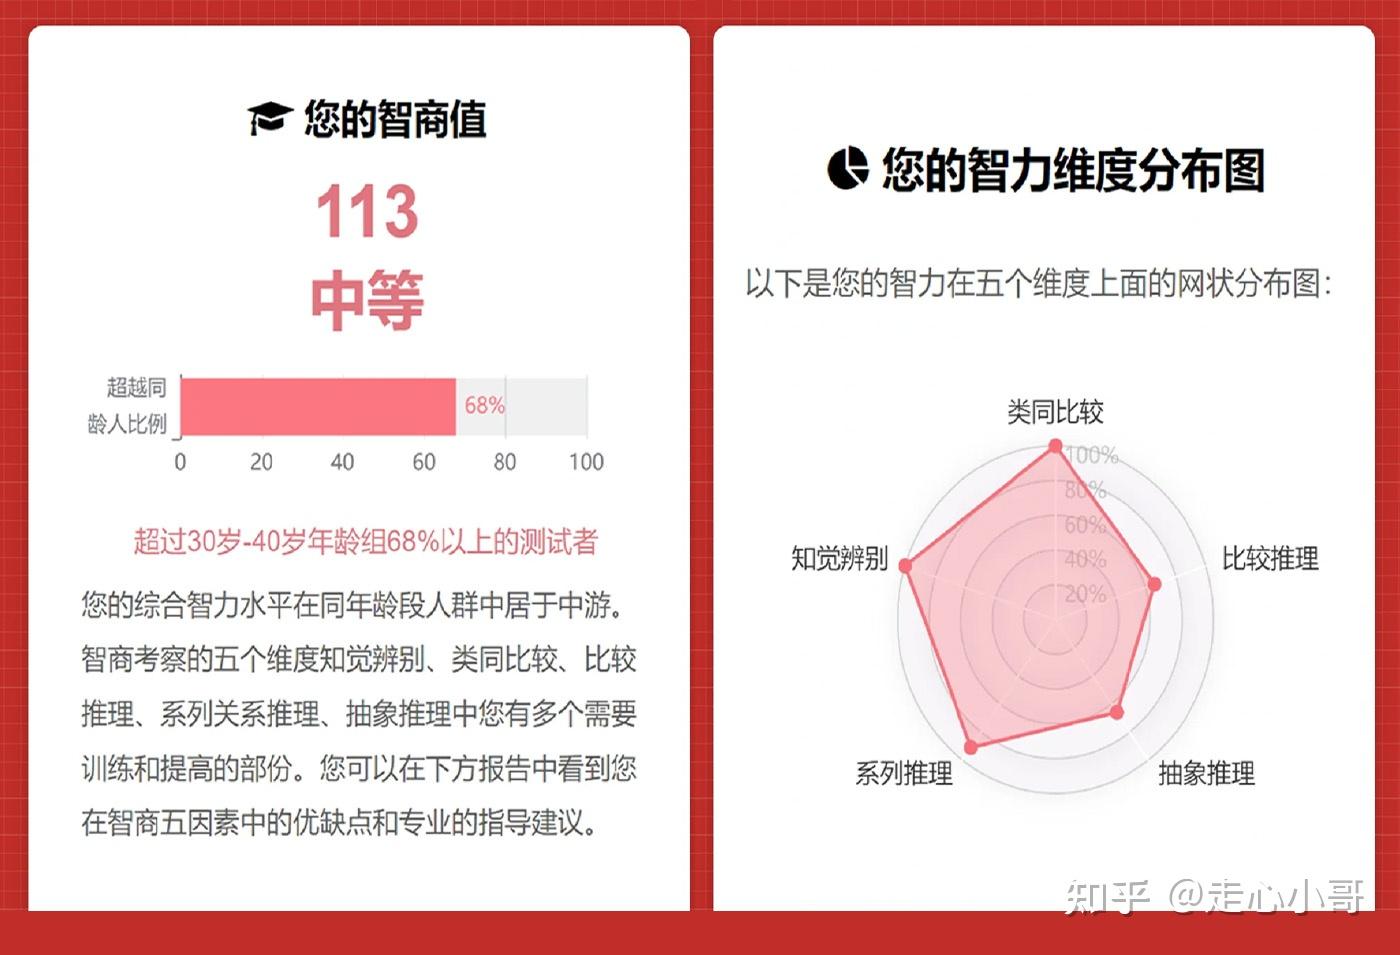 您的智商值
113
中等
超越同
龄人比例
68%
0 20 40 60 80 100
超过30岁-40岁年龄组68%以上的测试者
您的综合智力水平在同年龄段人群中居于中游。
智商考察的五个维度知觉辨别、类同比较、比较
推理、系列关系推理、抽象推理中您有多个需要
训练和提高的部份。您可以在下方报告中看到您
在智商五因素中的优缺点和专业的指导建议。
您的智力维度分布图
以下是您的智力在五个维度上面的网状分布图：
类同比较
100%
80%
60%
40%
20%
知觉辨别
比较推理
系列推理
抽象推理
知乎 @走心小哥